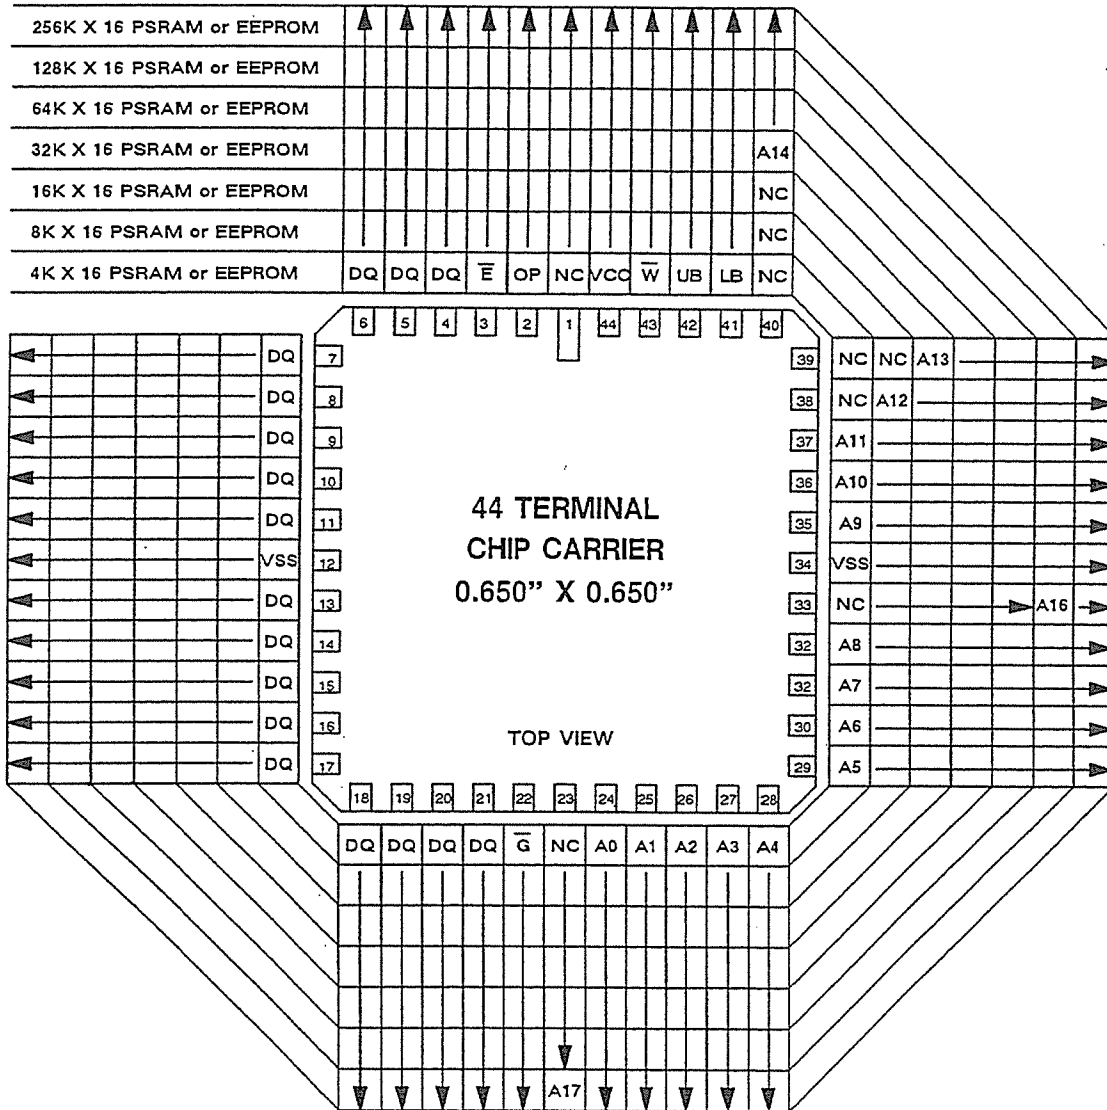 256K X 16 PSRAM or EEPROM
128K X 16 PSRAM or EEPROM
64K X 16 PSRAM or EEPROM
32K X 16 PSRAM or EEPROM A14
16K X 16 PSRAM or EEPROM NC
8K X 16 PSRAM or EEPROM NC
4K X 16 PSRAM or EEPROM DQ DQ DQ E̅ OP NC VCC W̅ UB LB NC
6 5 4 3 2 1 44 43 42 41 40
DQ 7 39 NC NC A13
DQ 8 38 NC A12
DQ 9 37 A11
DQ 10 36 A10
DQ 11 35 A9
VSS 12 34 VSS
DQ 13 33 NC A16
DQ 14 32 A8
DQ 15 32 A7
DQ 16 30 A6
DQ 17 29 A5
44 TERMINAL
CHIP CARRIER
0.650” X 0.650”
TOP VIEW
18 19 20 21 22 23 24 25 26 27 28
DQ DQ DQ DQ G̅ NC A0 A1 A2 A3 A4
A17